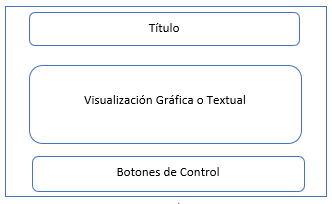 Título
Visualización Gráfica o Textual
Botones de Control